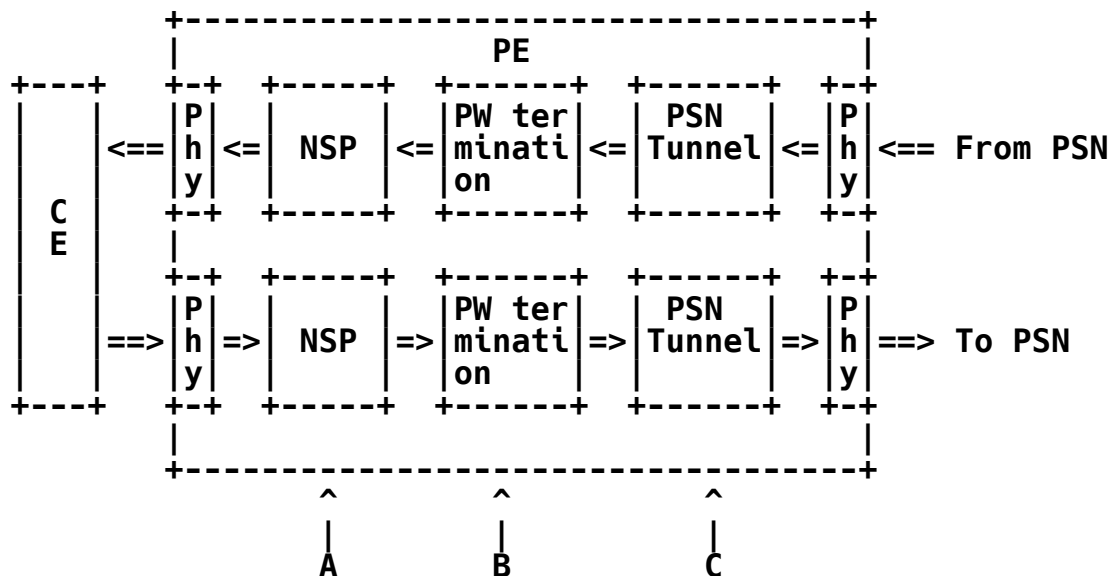 +------------------------------------+
        |                PE                  |
+---+   +-+  +-----+  +------+  +------+  +-+
|   |   |P|  |     |  |PW ter|  | PSN  |  |P|
|   |<==|h|<=| NSP |<=|minati|<=|Tunnel|<=|h|<== From PSN
|   |   |y|  |     |  |on    |  |      |  |y|
| C |   +-+  +-----+  +------+  +------+  +-+
| E |   |                                   |
|   |   +-+  +-----+  +------+  +------+  +-+
|   |   |P|  |     |  |PW ter|  | PSN  |  |P|
|   |==>|h|=>| NSP |=>|minati|=>|Tunnel|=>|h|==> To PSN
|   |   |y|  |     |  |on    |  |      |  |y|
+---+   +-+  +-----+  +------+  +------+  +-+
        |                                   |
        +-----------------------------------+
                ^        ^          ^
                |        |          |
                A        B          C